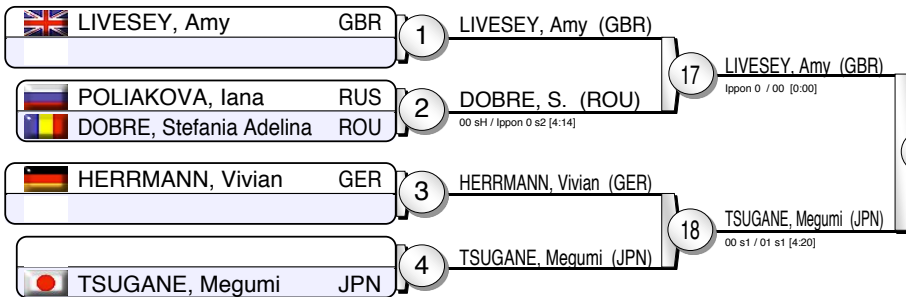 LIVESEY, Amy GBR
1
LIVESEY, Amy (GBR)
17
LIVESEY, Amy (GBR)
Ippon 0 / 00 [0:00]
POLIAKOVA, Iana RUS
DOBRE, Stefania Adelina ROU
2
DOBRE, S. (ROU)
00 sH / Ippon 0 s2 [4:14]
HERRMANN, Vivian GER
3
HERRMANN, Vivian (GER)
18
TSUGANE, Megumi (JPN)
00 s1 / 01 s1 [4:20]
TSUGANE, Megumi JPN
4
TSUGANE, Megumi (JPN)